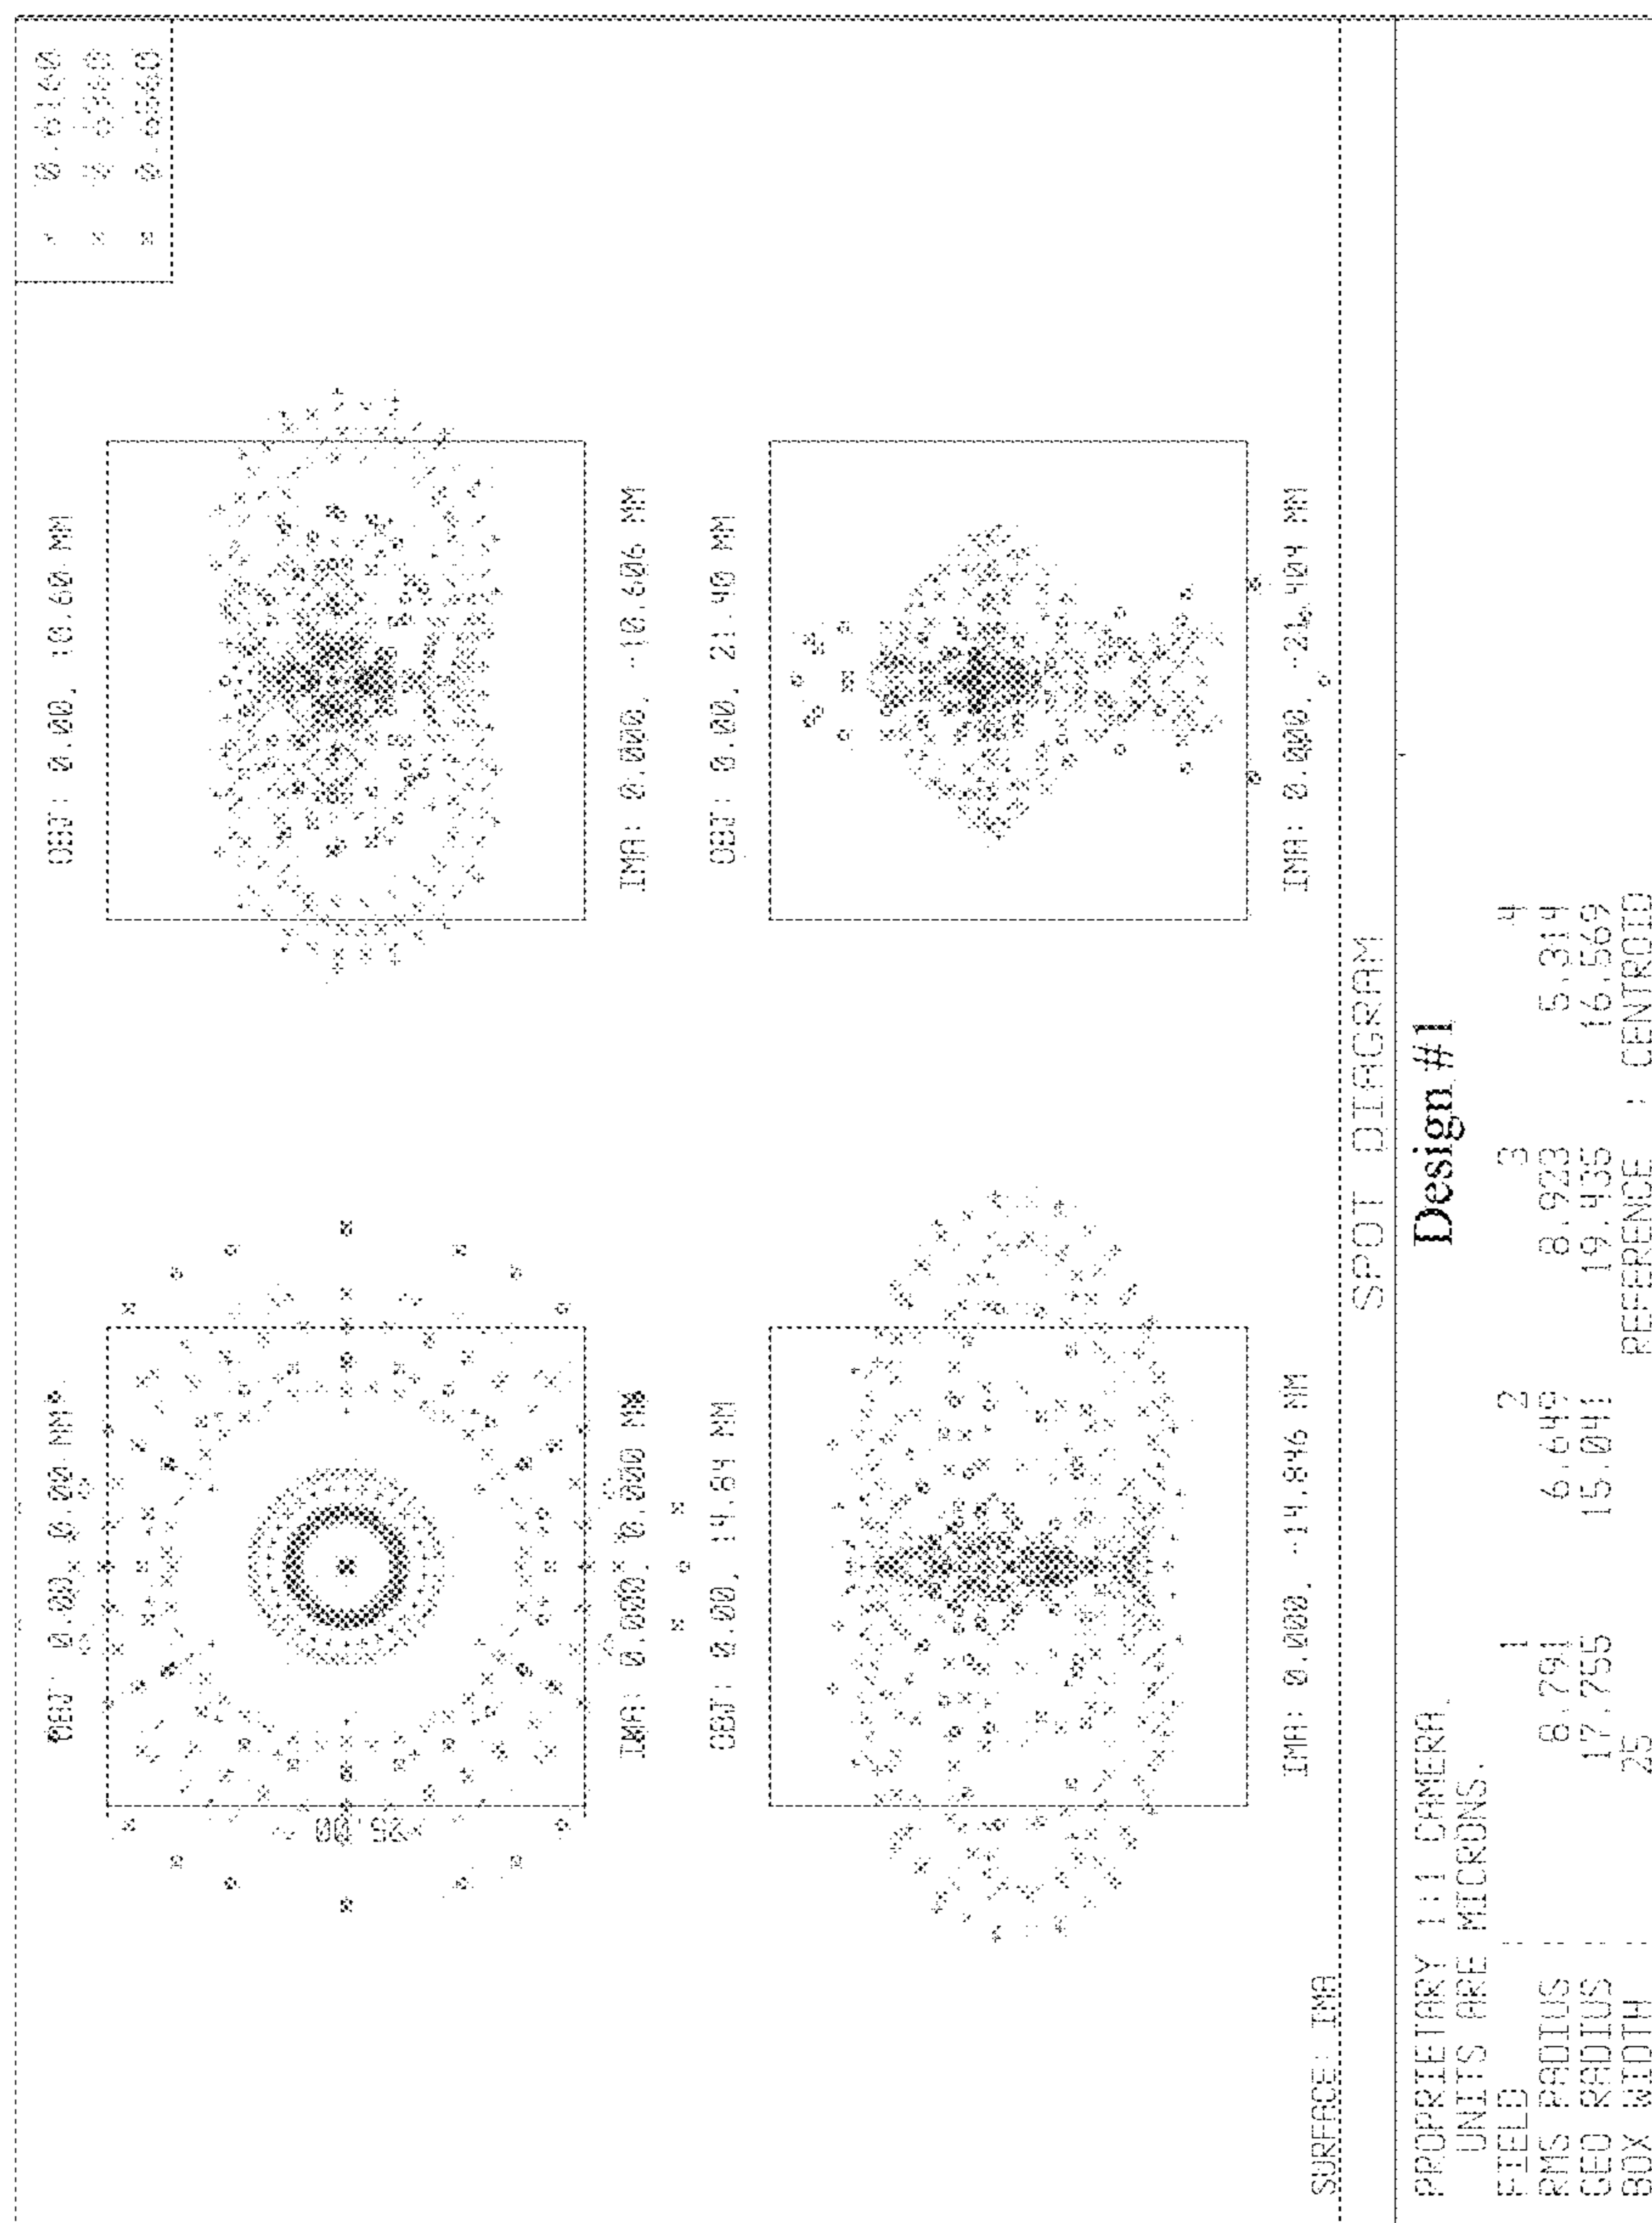 + 0.6160
× 0.6360
0.6560
OBJ: 0.00, 0.00 MM
OBJ: 0.00, 10.60 MM
25.00
IMA: 0.000, 0.000 MM
IMA: 0.000, -10.606 MM
OBJ: 0.00, 14.84 MM
OBJ: 0.00, 21.40 MM
IMA: 0.000, -14.846 MM
IMA: 0.000, -21.404 MM
SURFACE: IMA
SPOT DIAGRAM
Design #1
PROPRIETARY 1:1 CAMERA.
UNITS ARE MICRONS.
FIELD : 1 2 3 4
RMS RADIUS : 8.791 6.649 8.923 5.314
GEO RADIUS : 17.755 15.041 19.435 16.569
BOX WIDTH : 25 REFERENCE : CENTROID